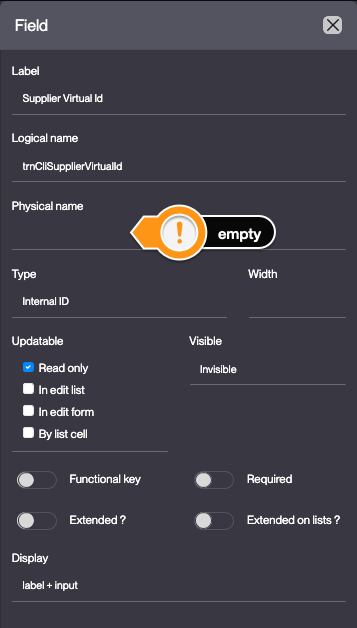 Field
Label
Supplier Virtual Id
Logical name
trnCliSupplierVirtualId
Physical name
! empty
Type Width
Internal ID
Updatable Visible
Read only Invisible
In edit list
In edit form
By list cell
Functional key Required
Extended ? Extended on lists ?
Display
label + input